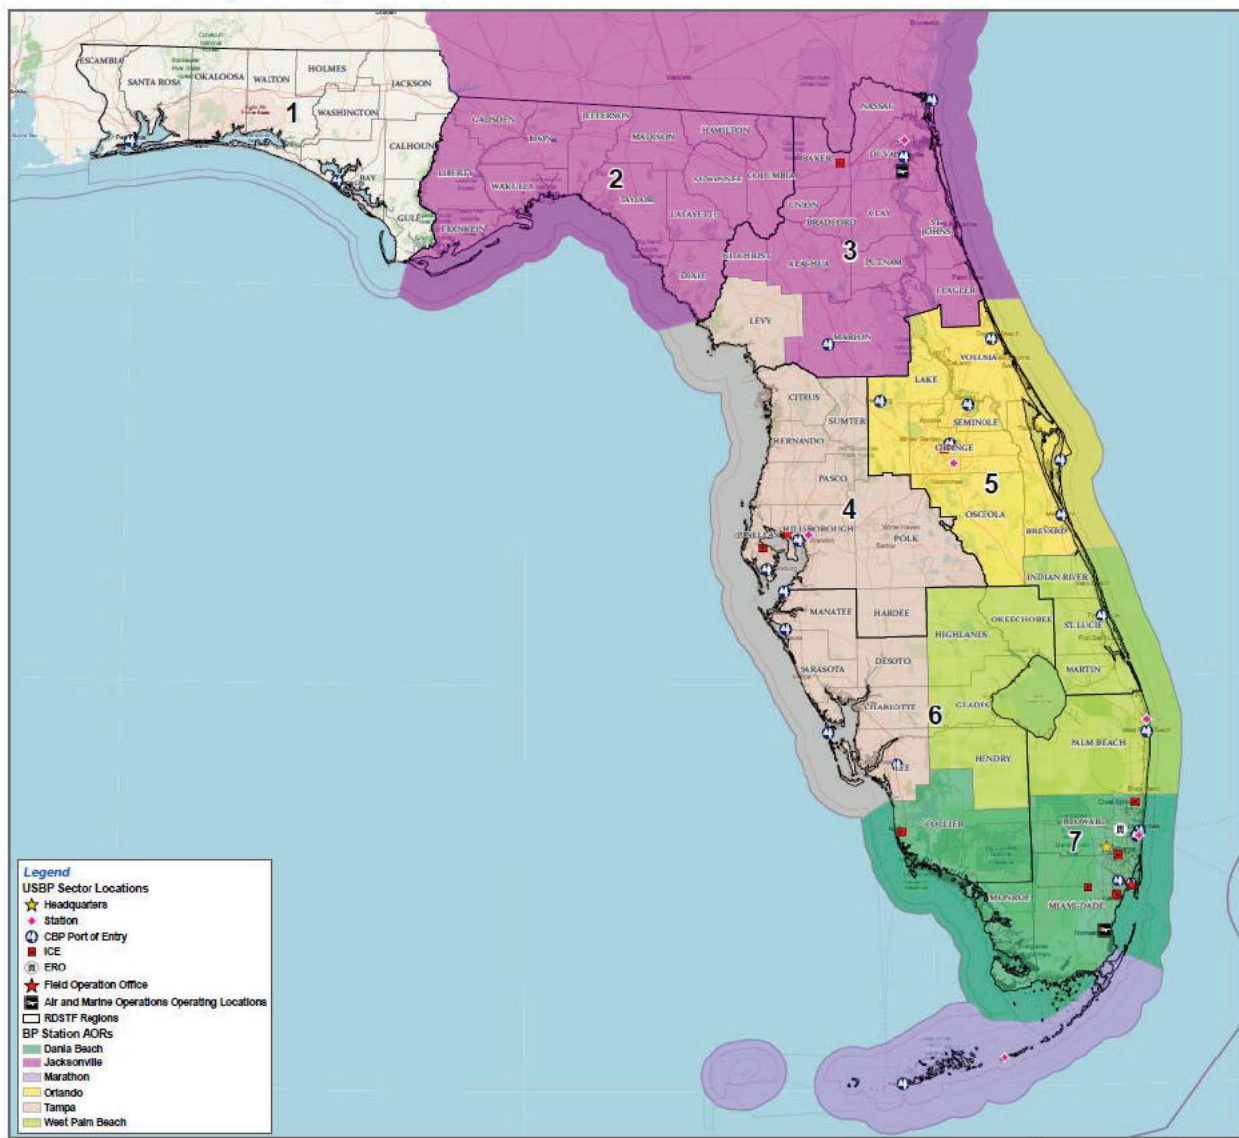 ESCAMBIA
SANTA ROSA
OKALOOSA
WALTON
HOLMES
JACKSON
1
WASHINGTON
CALHOUN
BAY
GULF
GADSDEN
LEON
JEFFERSON
MADISON
HAMILTON
LIBERTY
WAKULLA
2
TAYLOR
SUWANNEE
COLUMBIA
LAFAYETTE
FRANKLIN
DIXIE
NASSAU
BAKER
DUVAL
UNION
BRADFORD
CLAY
ST. JOHNS
3
GILCHRIST
ALACHUA
PUTNAM
FLAGLER
LEVY
MARION
VOLUSIA
LAKE
CITRUS
SUMTER
SEMINOLE
HERNANDO
ORANGE
PASCO
5
4
OSCEOLA
HILLSBOROUGH
PINELLAS
Winter Haven
Brandon
POLK
BREVARD
INDIAN RIVER
MANATEE
HARDEE
OKEECHOBEE
HIGHLANDS
ST. LUCIE
DESOTO
SARASOTA
MARTIN
CHARLOTTE
GLADES
6
PALM BEACH
LEE
HENDRY
COLLIER
BROWARD
7
MONROE
MIAMI-DADE
Legend
USBP Sector Locations
Headquarters
Station
CBP Port of Entry
ICE
ERO
Field Operation Office
Air and Marine Operations Operating Locations
RDSTF Regions
BP Station AORs
Dania Beach
Jacksonville
Marathon
Orlando
Tampa
West Palm Beach